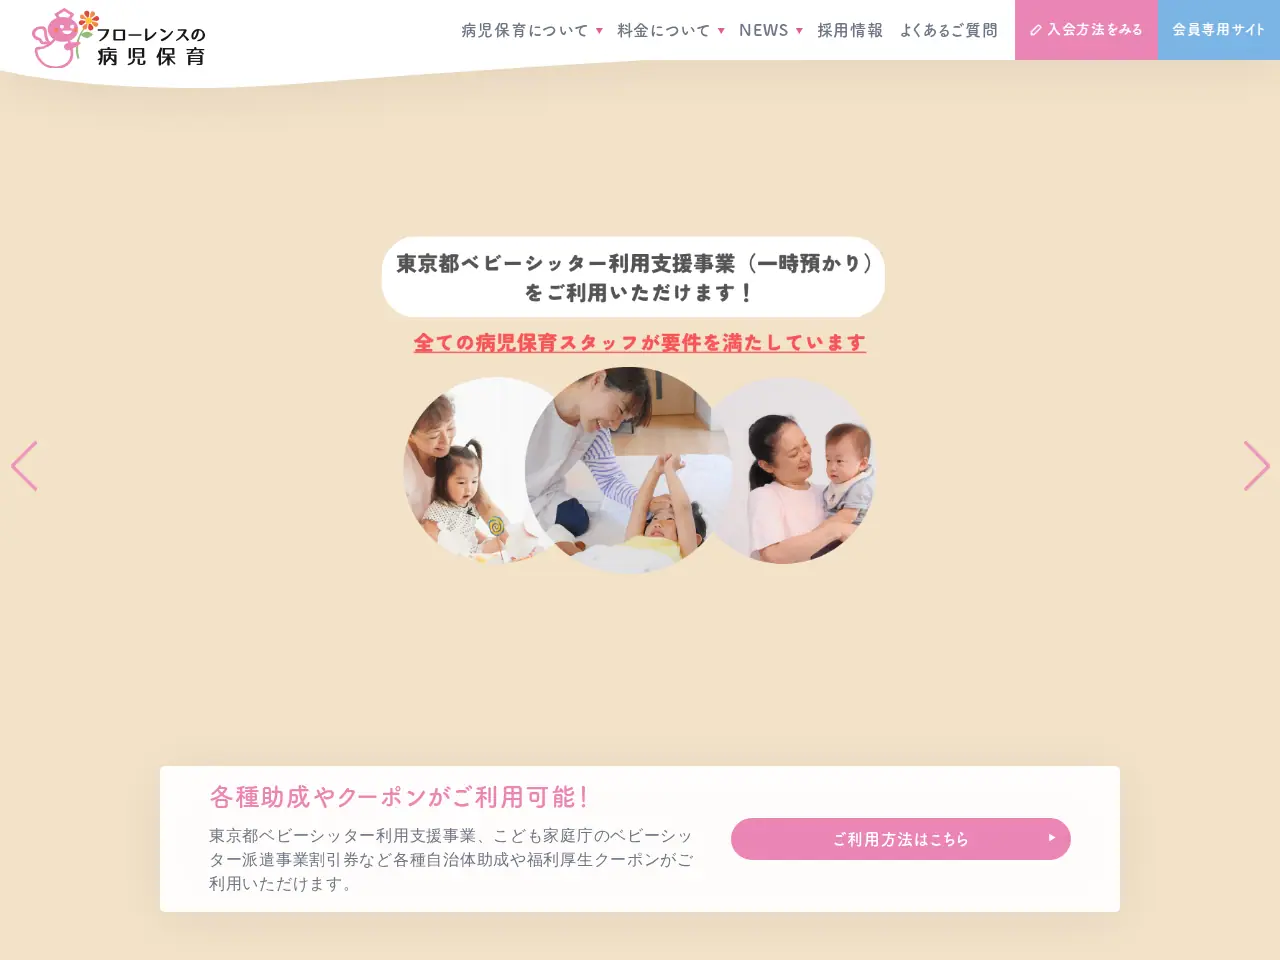 フローレンスの
病児保育
病児保育について
料金について
NEWS
採用情報
よくあるご質問
入会方法をみる
会員専用サイト
東京都ベビーシッター利用支援事業（一時預かり）
をご利用いただけます！
全ての病児保育スタッフが要件を満たしています
各種助成やクーポンがご利用可能！
東京都ベビーシッター利用支援事業、こども家庭庁のベビーシッ
ター派遣事業割引券など各種自治体助成や福利厚生クーポンがご
利用いただけます。
ご利用方法はこちら